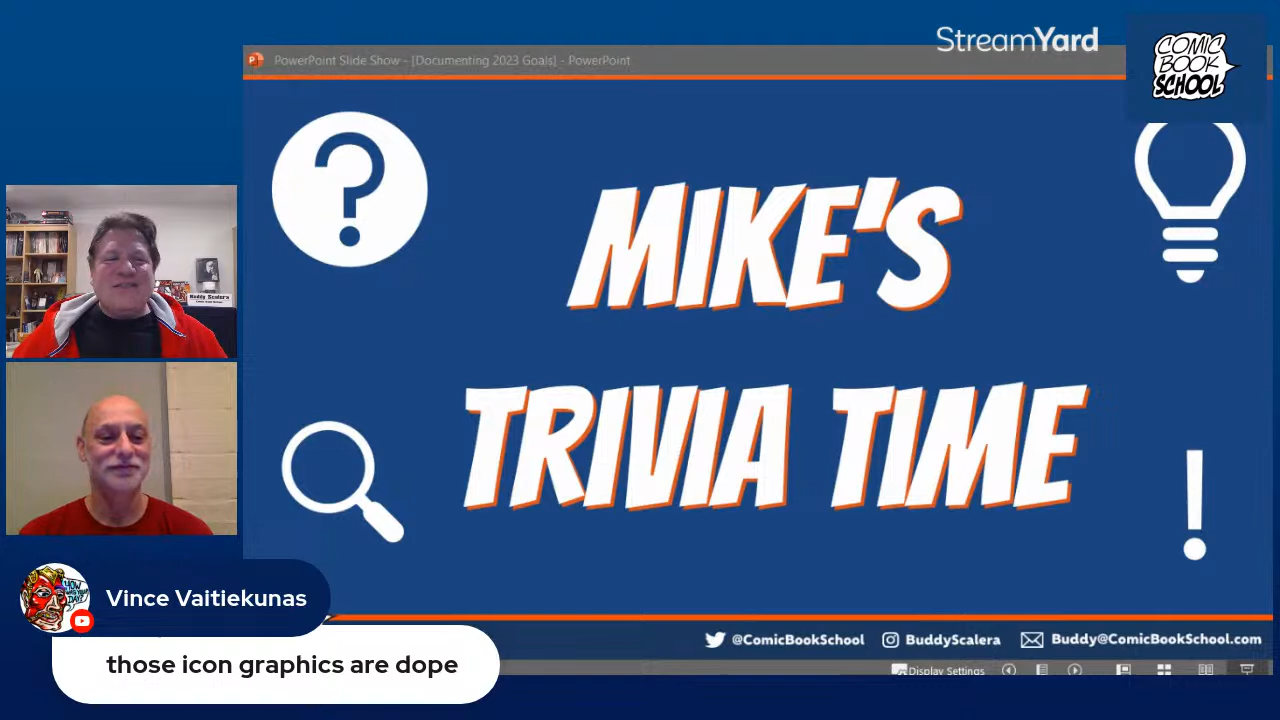 StreamYard
PowerPoint Slide Show - [Documenting 2023 Goals] - PowerPoint
COMIC
BOOK
SCHOOL
?
MIKE'S
TRIVIA TIME
!
Buddy Scalera
Vince Vaitiekunas
those icon graphics are dope
@ComicBookSchool BuddyScalera Buddy@ComicBookSchool.com
Display Settings